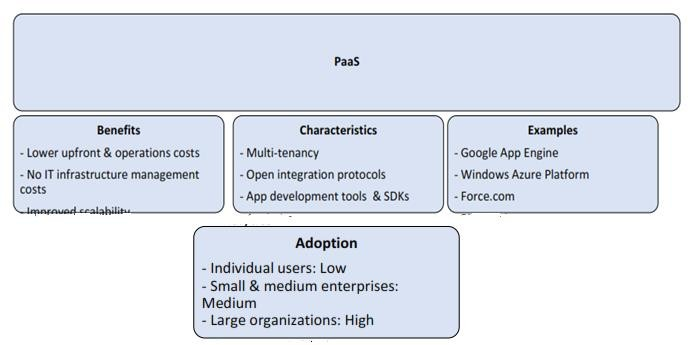 PaaS
Benefits
- Lower upfront & operations costs
- No IT infrastructure management
costs
- Improved scalability
Characteristics
- Multi-tenancy
- Open integration protocols
- App development tools & SDKs
Examples
- Google App Engine
- Windows Azure Platform
- Force.com
Adoption
- Individual users: Low
- Small & medium enterprises:
Medium
- Large organizations: High